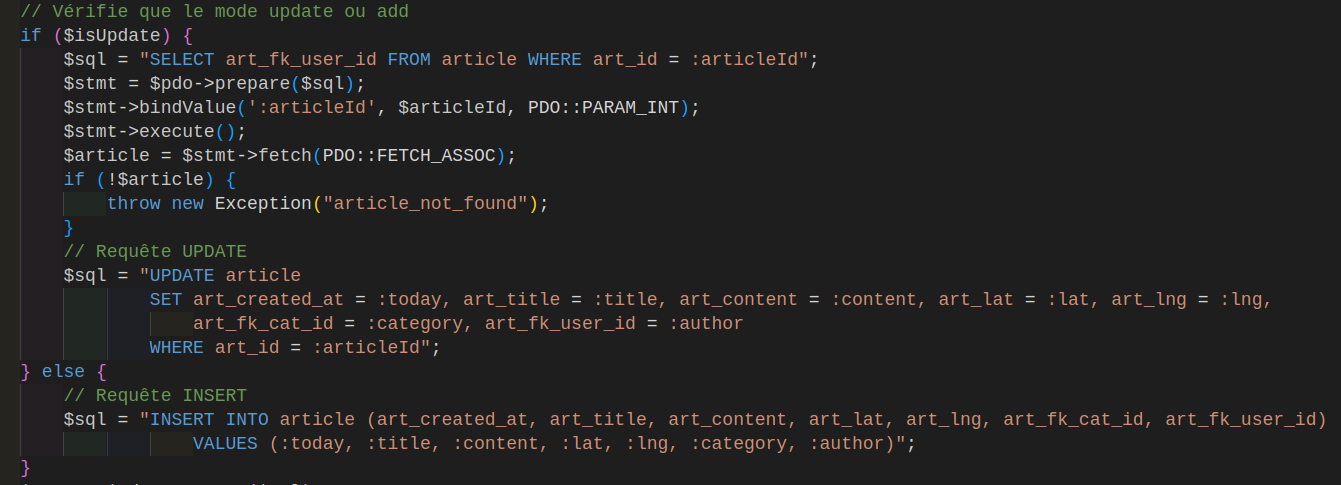 // Vérifie que le mode update ou add
if ($isUpdate) {
    $sql = "SELECT art_fk_user_id FROM article WHERE art_id = :articleId";
    $stmt = $pdo->prepare($sql);
    $stmt->bindValue(':articleId', $articleId, PDO::PARAM_INT);
    $stmt->execute();
    $article = $stmt->fetch(PDO::FETCH_ASSOC);
    if (!$article) {
        throw new Exception("article_not_found");
    }
    // Requête UPDATE
    $sql = "UPDATE article
            SET art_created_at = :today, art_title = :title, art_content = :content, art_lat = :lat, art_lng = :lng,
                art_fk_cat_id = :category, art_fk_user_id = :author
            WHERE art_id = :articleId";
} else {
    // Requête INSERT
    $sql = "INSERT INTO article (art_created_at, art_title, art_content, art_lat, art_lng, art_fk_cat_id, art_fk_user_id)
                VALUES (:today, :title, :content, :lat, :lng, :category, :author)";
}